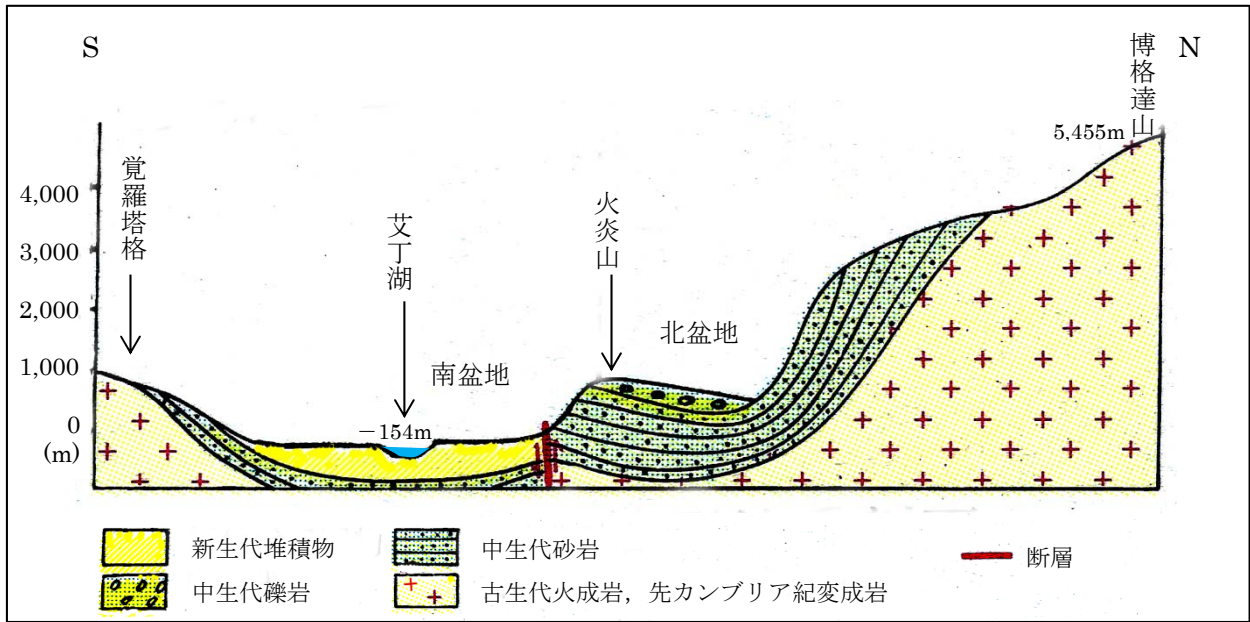 S
N
博格達山
5,455m
覚羅塔格
艾丁湖
火炎山
4,000
3,000
2,000
1,000
0
(m)
北盆地
南盆地
－154m
新生代堆積物
中生代砂岩
断層
中生代礫岩
古生代火成岩，先カンブリア紀変成岩